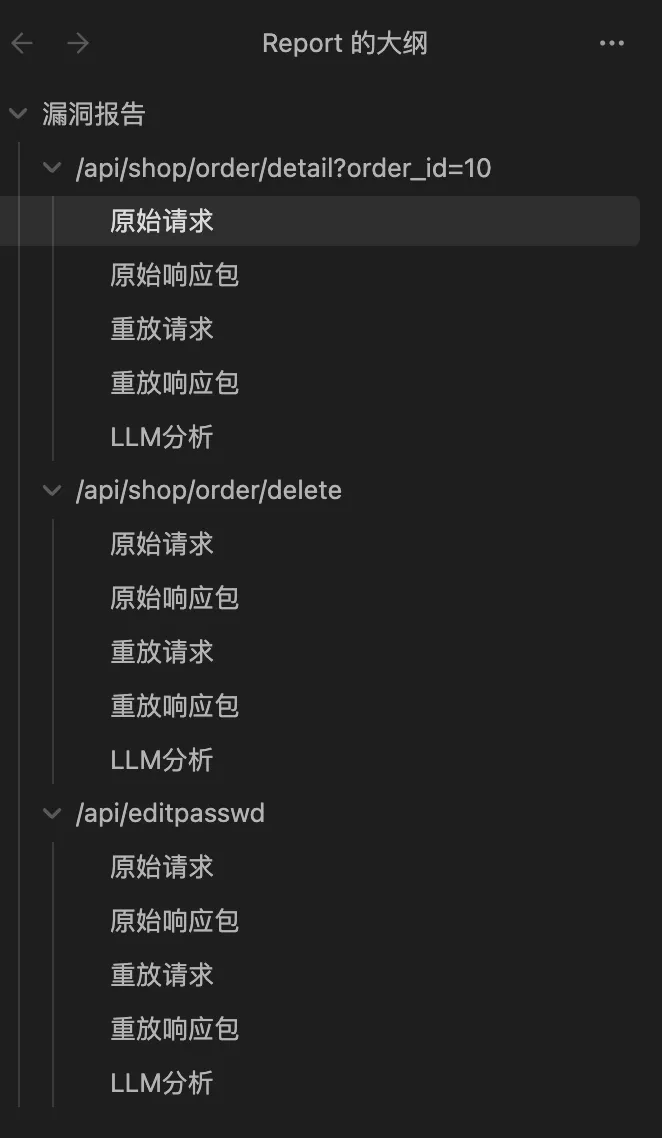 Report 的大纲
漏洞报告
/api/shop/order/detail?order_id=10
原始请求
原始响应包
重放请求
重放响应包
LLM分析
/api/shop/order/delete
原始请求
原始响应包
重放请求
重放响应包
LLM分析
/api/editpasswd
原始请求
原始响应包
重放请求
重放响应包
LLM分析